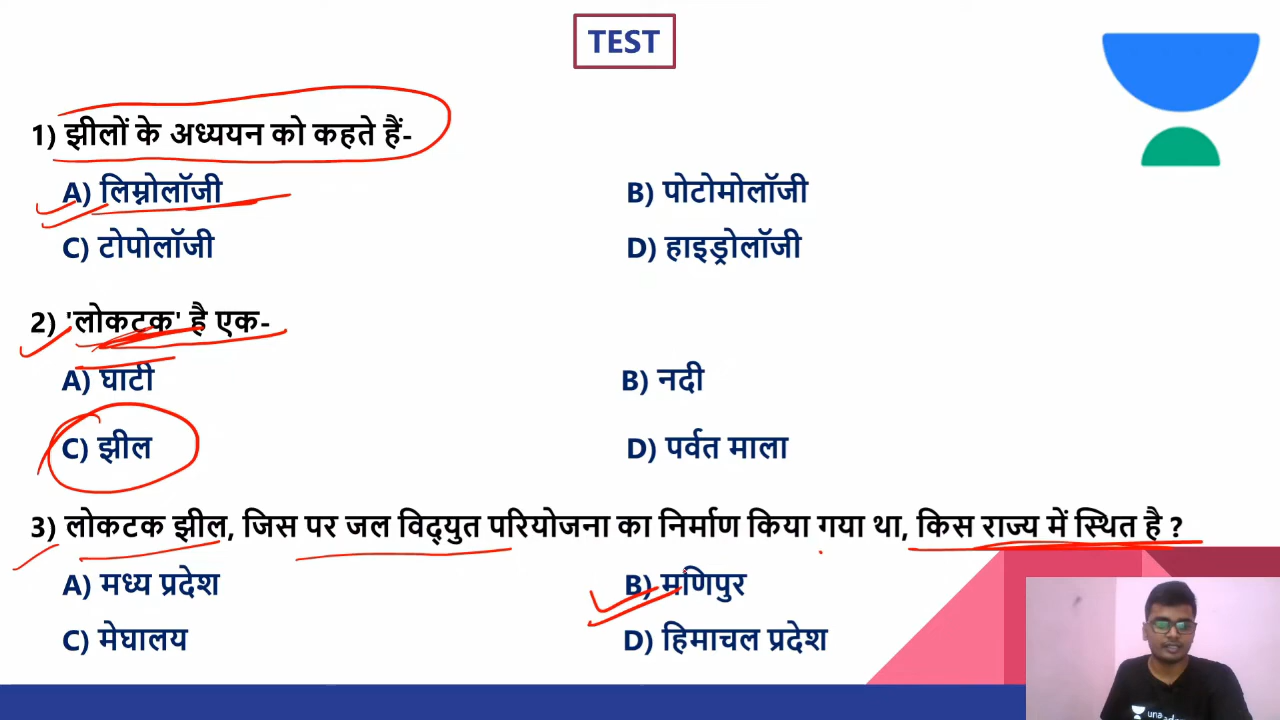 TEST
1) झीलों के अध्ययन को कहते हैं-
A) लिम्नोलॉजी B) पोटोमोलॉजी
C) टोपोलॉजी D) हाइड्रोलॉजी
2) 'लोकटक' है एक-
A) घाटी B) नदी
C) झील D) पर्वत माला
3) लोकटक झील, जिस पर जल विद्युत परियोजना का निर्माण किया गया था, किस राज्य में स्थित है ?
A) मध्य प्रदेश B) मणिपुर
C) मेघालय D) हिमाचल प्रदेश